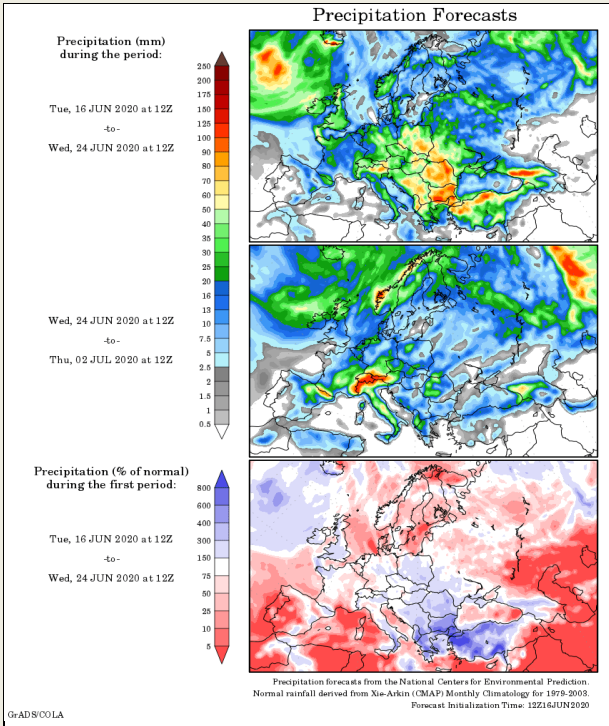 Precipitation Forecasts
Precipitation (mm)
during the period:
Tue, 16 JUN 2020 at 12Z
-to-
Wed, 24 JUN 2020 at 12Z
250
200
175
150
125
100
90
80
70
60
50
40
35
30
25
20
16
13
10
7.5
5
2.5
2
1.5
1
0.5
Wed, 24 JUN 2020 at 12Z
-to-
Thu, 02 JUL 2020 at 12Z
Precipitation (% of normal)
during the first period:
Tue, 16 JUN 2020 at 12Z
-to-
Wed, 24 JUN 2020 at 12Z
800
600
400
300
150
75
50
25
10
5
Precipitation forecasts from the National Centers for Environmental Prediction.
Normal rainfall derived from Xie-Arkin (CMAP) Monthly Climatology for 1979-2003.
Forecast Initialization Time: 12Z16JUN2020
GrADS/COLA